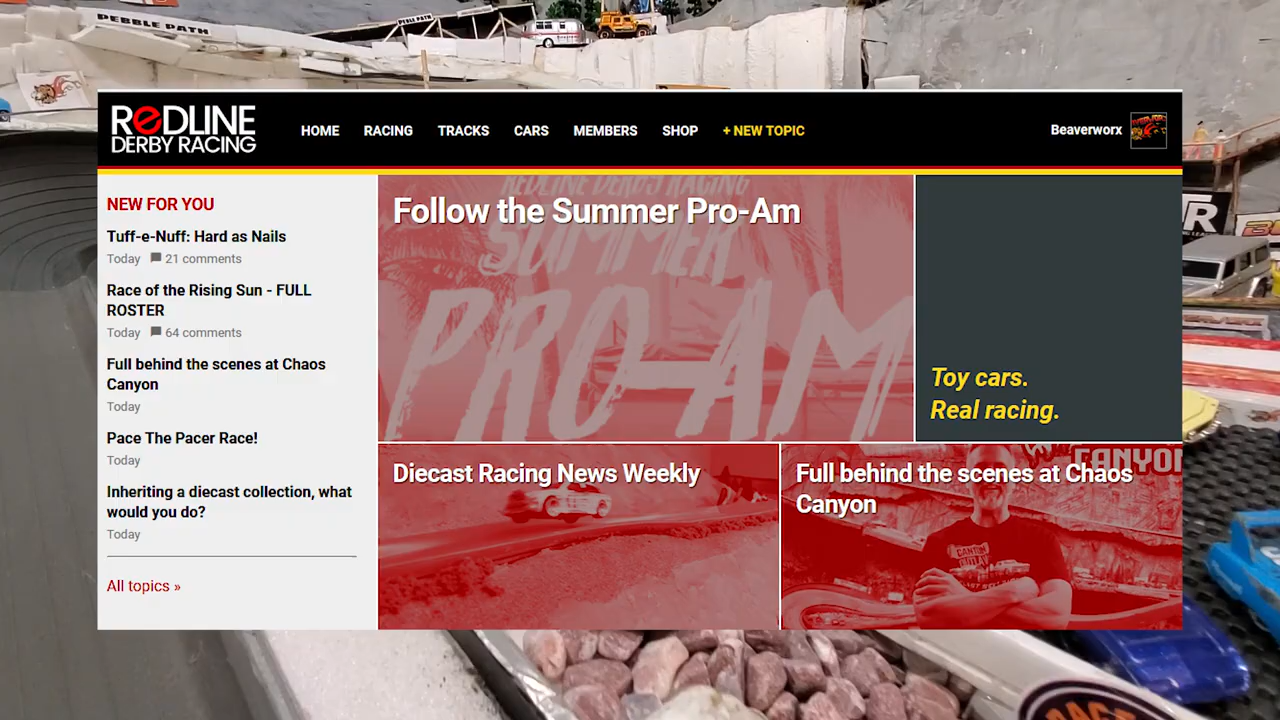 PEBBLE PATH
REDLINE
DERBY RACING
HOME RACING TRACKS CARS MEMBERS SHOP + NEW TOPIC
Beaverworx
NEW FOR YOU
Tuff-e-Nuff: Hard as Nails
Today 21 comments
Race of the Rising Sun - FULL
ROSTER
Today 64 comments
Full behind the scenes at Chaos
Canyon
Today
Pace The Pacer Race!
Today
Inheriting a diecast collection, what
would you do?
Today
All topics »
REDLINE DERBY RACING
Follow the Summer Pro-Am
SUMMER
PRO-AM
Toy cars.
Real racing.
Diecast Racing News Weekly
CANYON
Full behind the scenes at Chaos
Canyon
CANYON